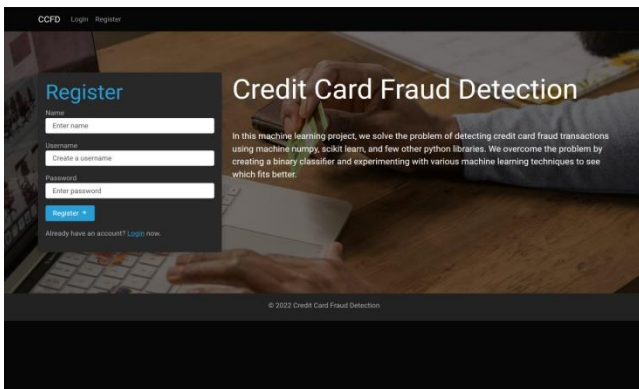 CCFD Login Register
Register
Name
Enter name
Username
Create a username
Password
Enter password
Register
Already have an account? Login now.
Credit Card Fraud Detection
In this machine learning project, we solve the problem of detecting credit card fraud transactions
using machine numpy, scikit learn, and few other python libraries. We overcome the problem by
creating a binary classifier and experimenting with various machine learning techniques to see
which fits better.
© 2022 Credit Card Fraud Detection